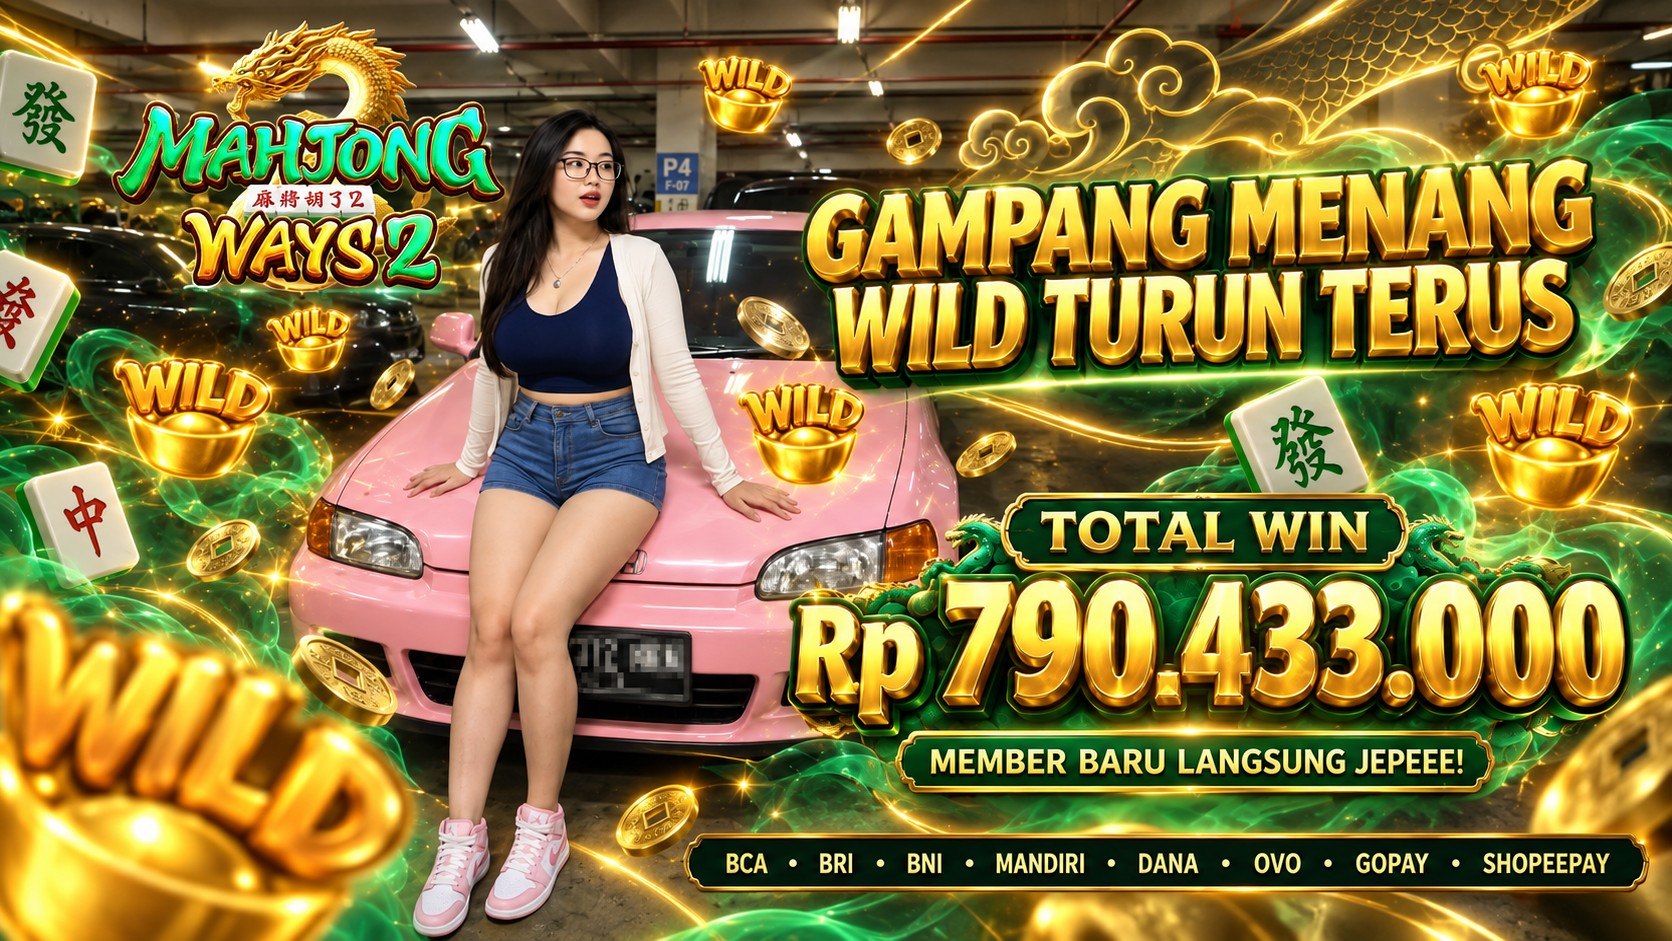 MAHJONG
麻將胡了2
WAYS 2
GAMPANG MENANG
WILD TURUN TERUS
TOTAL WIN
Rp 790.433.000
MEMBER BARU LANGSUNG JEPEEE!
BCA • BRI • BNI • MANDIRI • DANA • OVO • GOPAY • SHOPEEPAY
P4
F-07
WILD
WILD
WILD
WILD
WILD
WILD
WILD
發
發
中
發